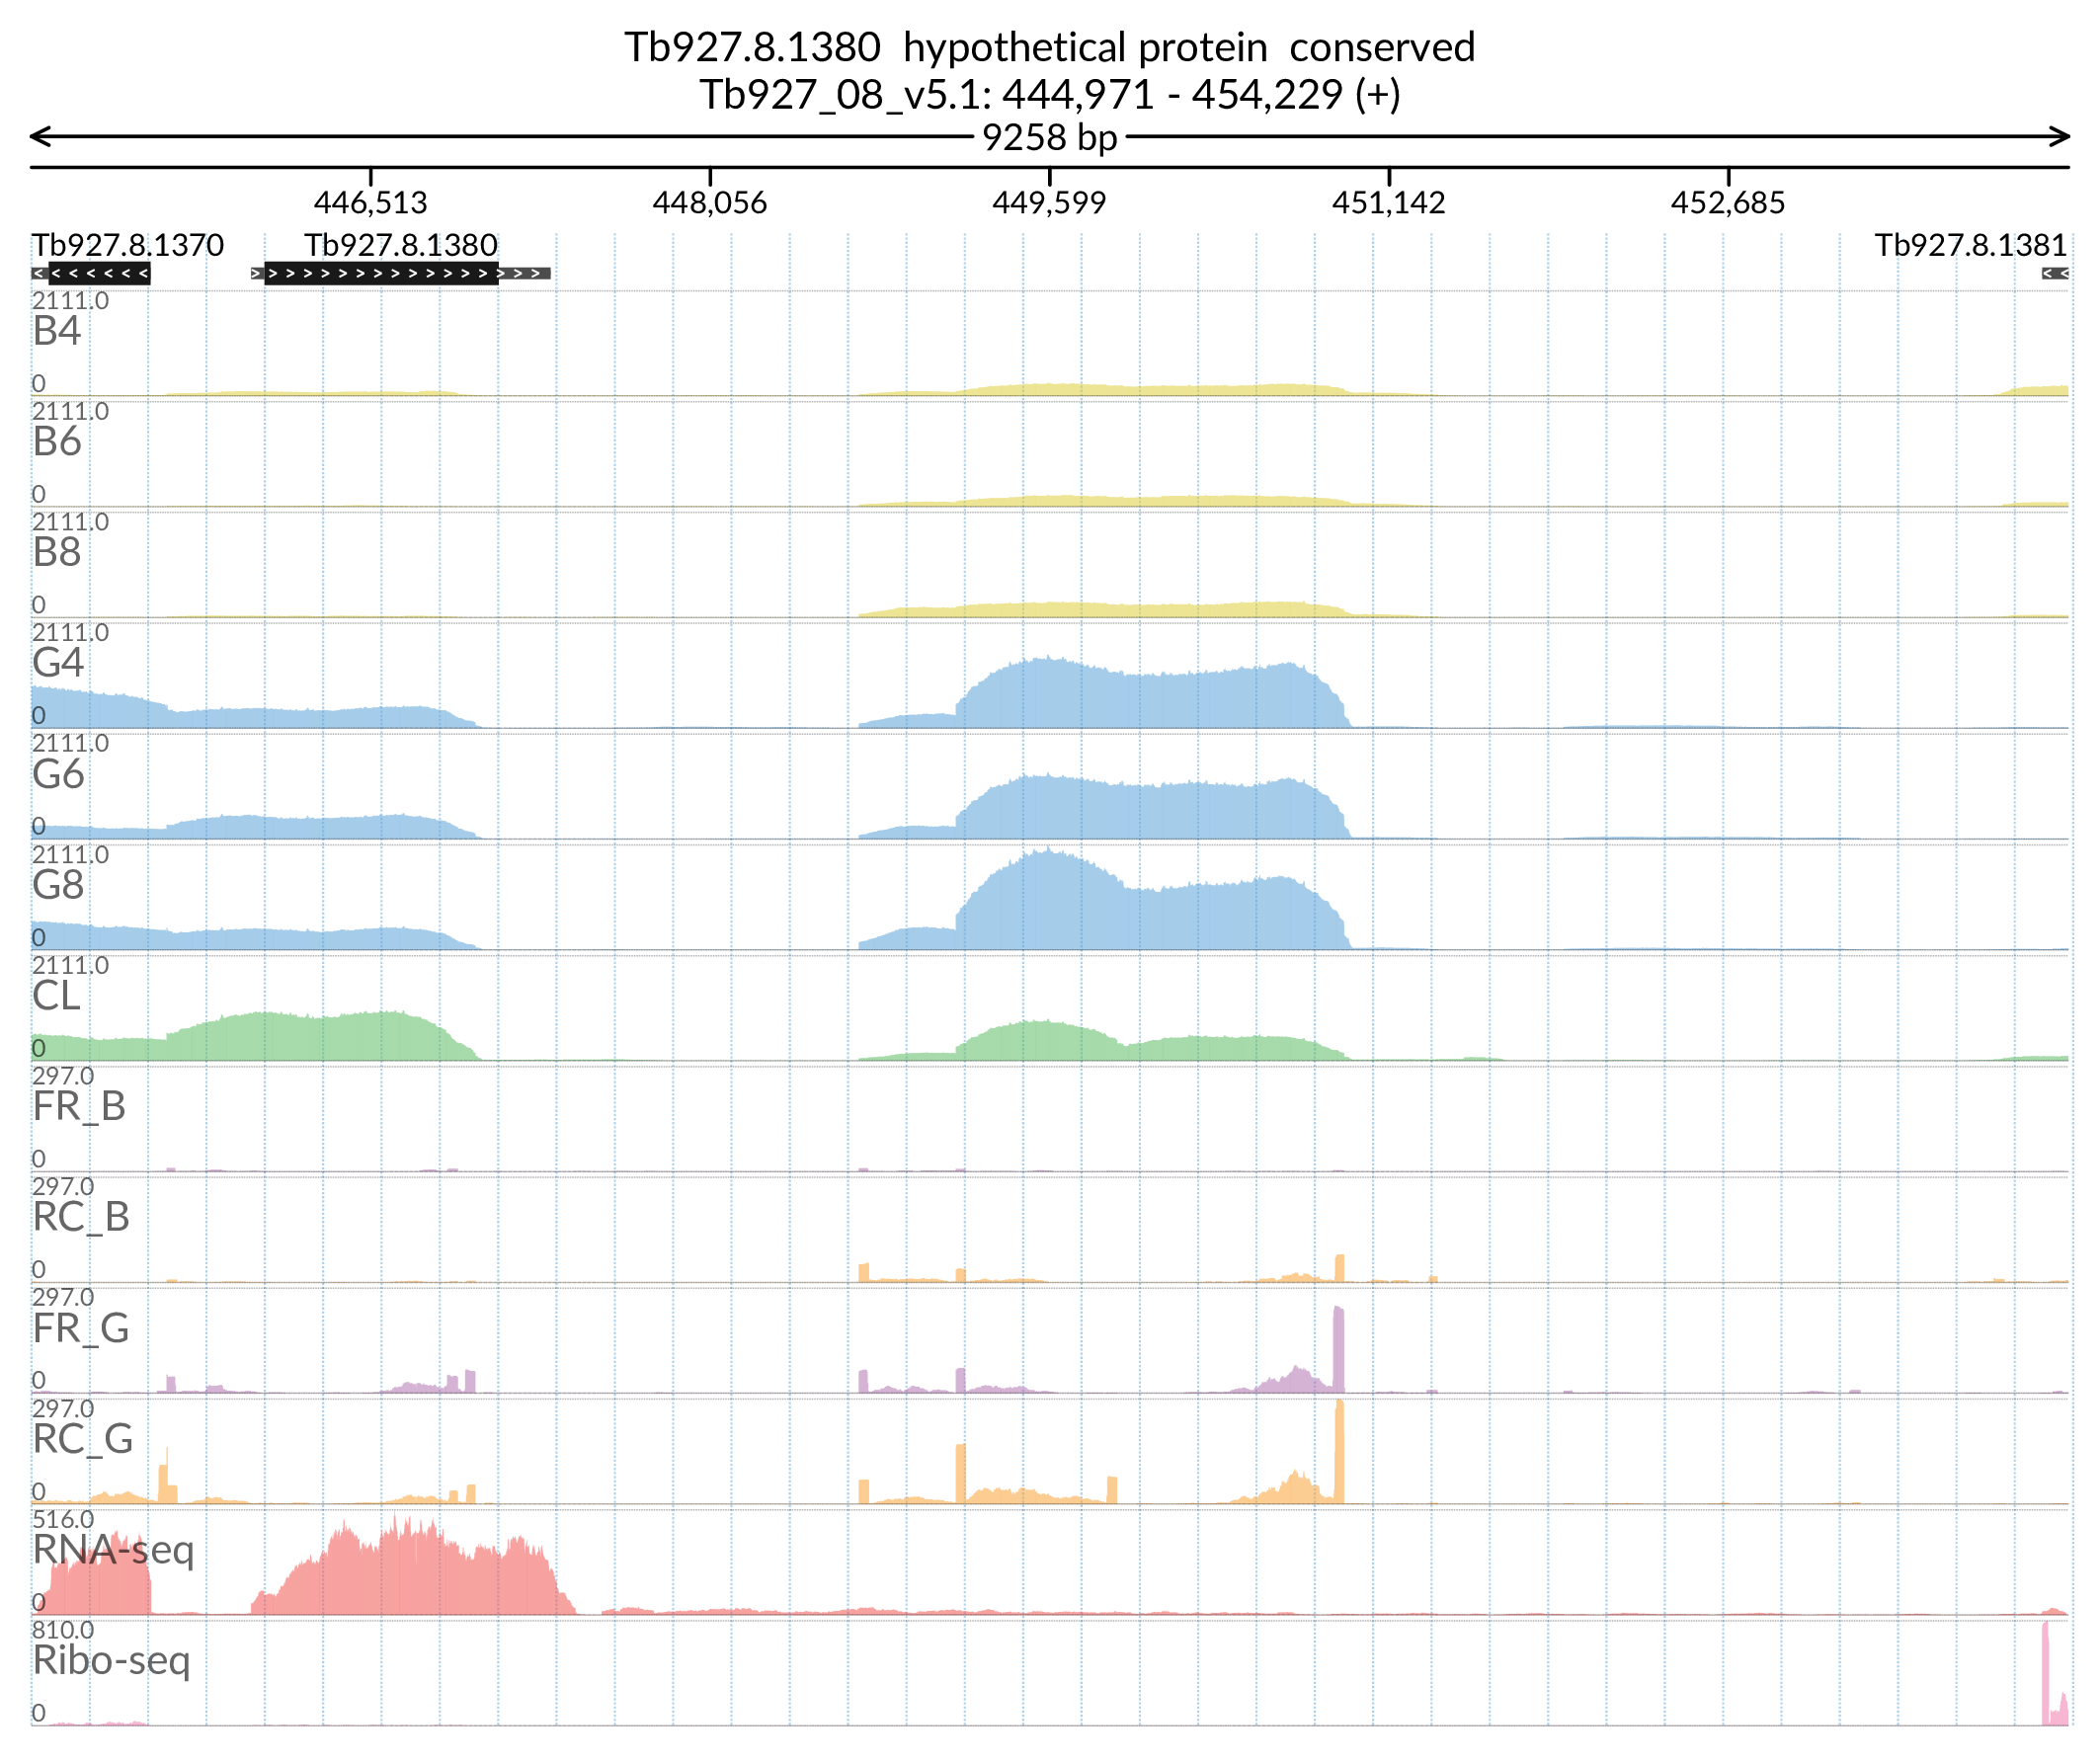 Tb927.8.1380  hypothetical protein  conserved
Tb927_08_v5.1: 444,971 - 454,229 (+)
9258 bp
446,513 448,056 449,599 451,142 452,685
Tb927.8.1370 Tb927.8.1380 Tb927.8.1381
2111.0
B4
0
2111.0
B6
0
2111.0
B8
0
2111.0
G4
0
2111.0
G6
0
2111.0
G8
0
2111.0
CL
0
297.0
FR_B
0
297.0
RC_B
0
297.0
FR_G
0
297.0
RC_G
0
516.0
RNA-seq
0
810.0
Ribo-seq
0